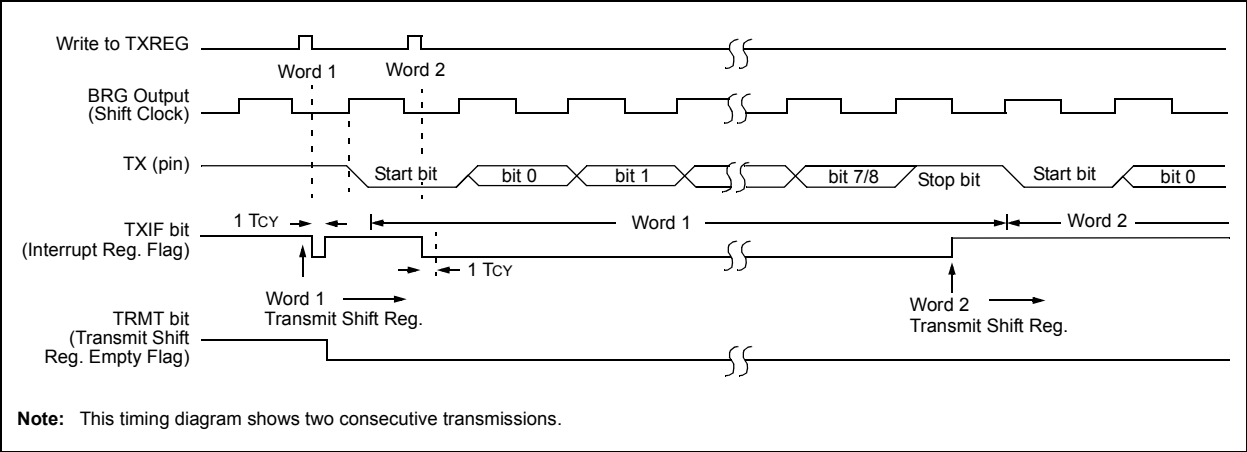 Write to TXREG
Word 1
Word 2
BRG Output
(Shift Clock)
TX (pin)
Start bit
bit 0
bit 1
bit 7/8
Stop bit
Start bit
bit 0
TXIF bit
(Interrupt Reg. Flag)
1 TCY
Word 1
Word 2
1 TCY
Word 1
Transmit Shift Reg.
Word 2
Transmit Shift Reg.
TRMT bit
(Transmit Shift
Reg. Empty Flag)
Note: This timing diagram shows two consecutive transmissions.